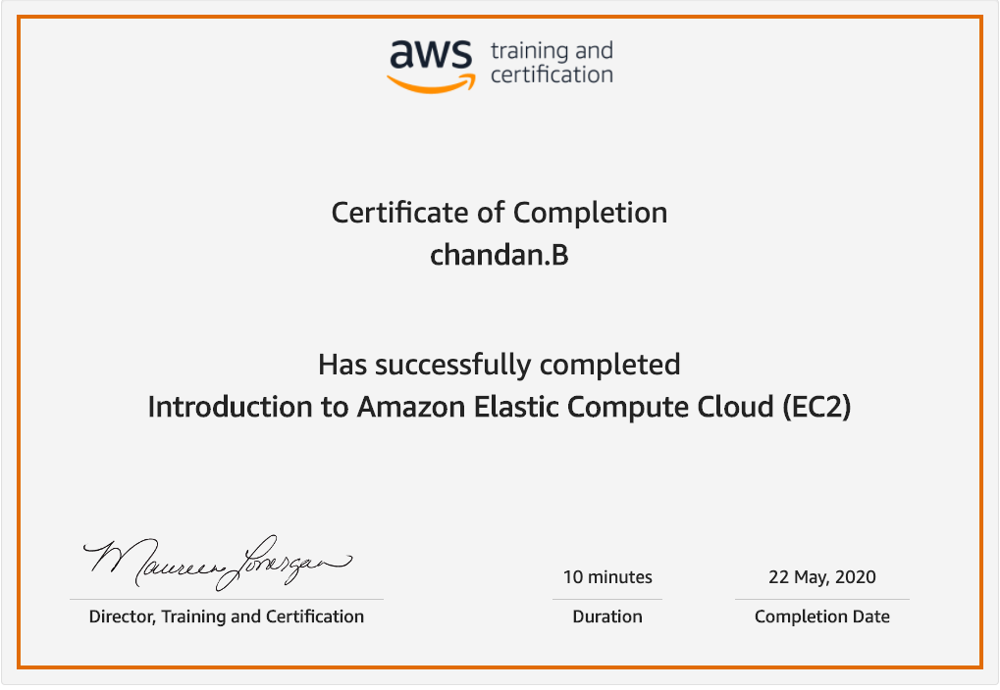 aws training and
certification
Certificate of Completion
chandan.B
Has successfully completed
Introduction to Amazon Elastic Compute Cloud (EC2)
Maureen Lonergan
10 minutes
22 May, 2020
Director, Training and Certification
Duration
Completion Date